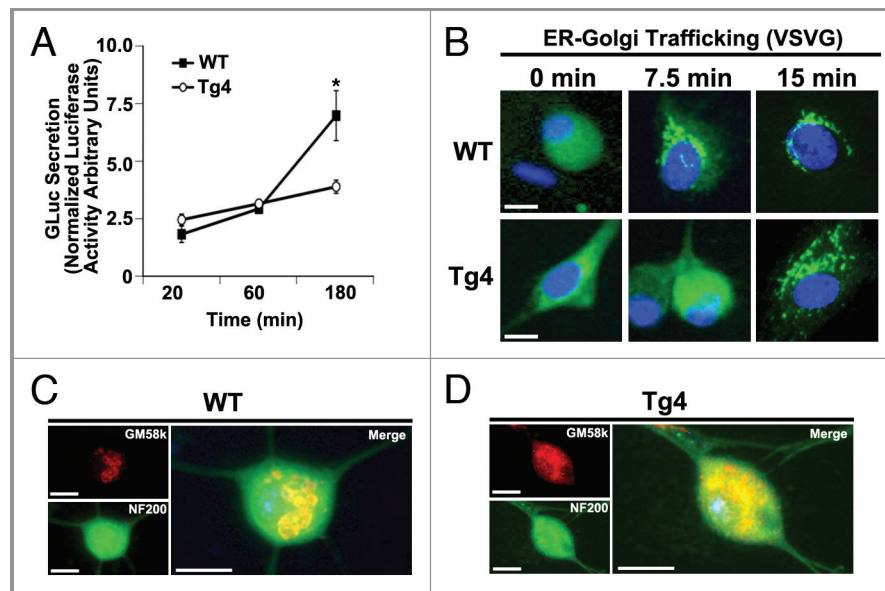 A
10.0
7.5
5.0
2.5
0
WT
Tg4
*
GLuc Secretion
(Normalized Luciferase
Activity Arbitrary Units)
20 60 180
Time (min)
B
ER-Golgi Trafficking (VSVG)
0 min 7.5 min 15 min
WT
Tg4
C
WT
GM58k
NF200
Merge
D
Tg4
GM58k
NF200
Merge